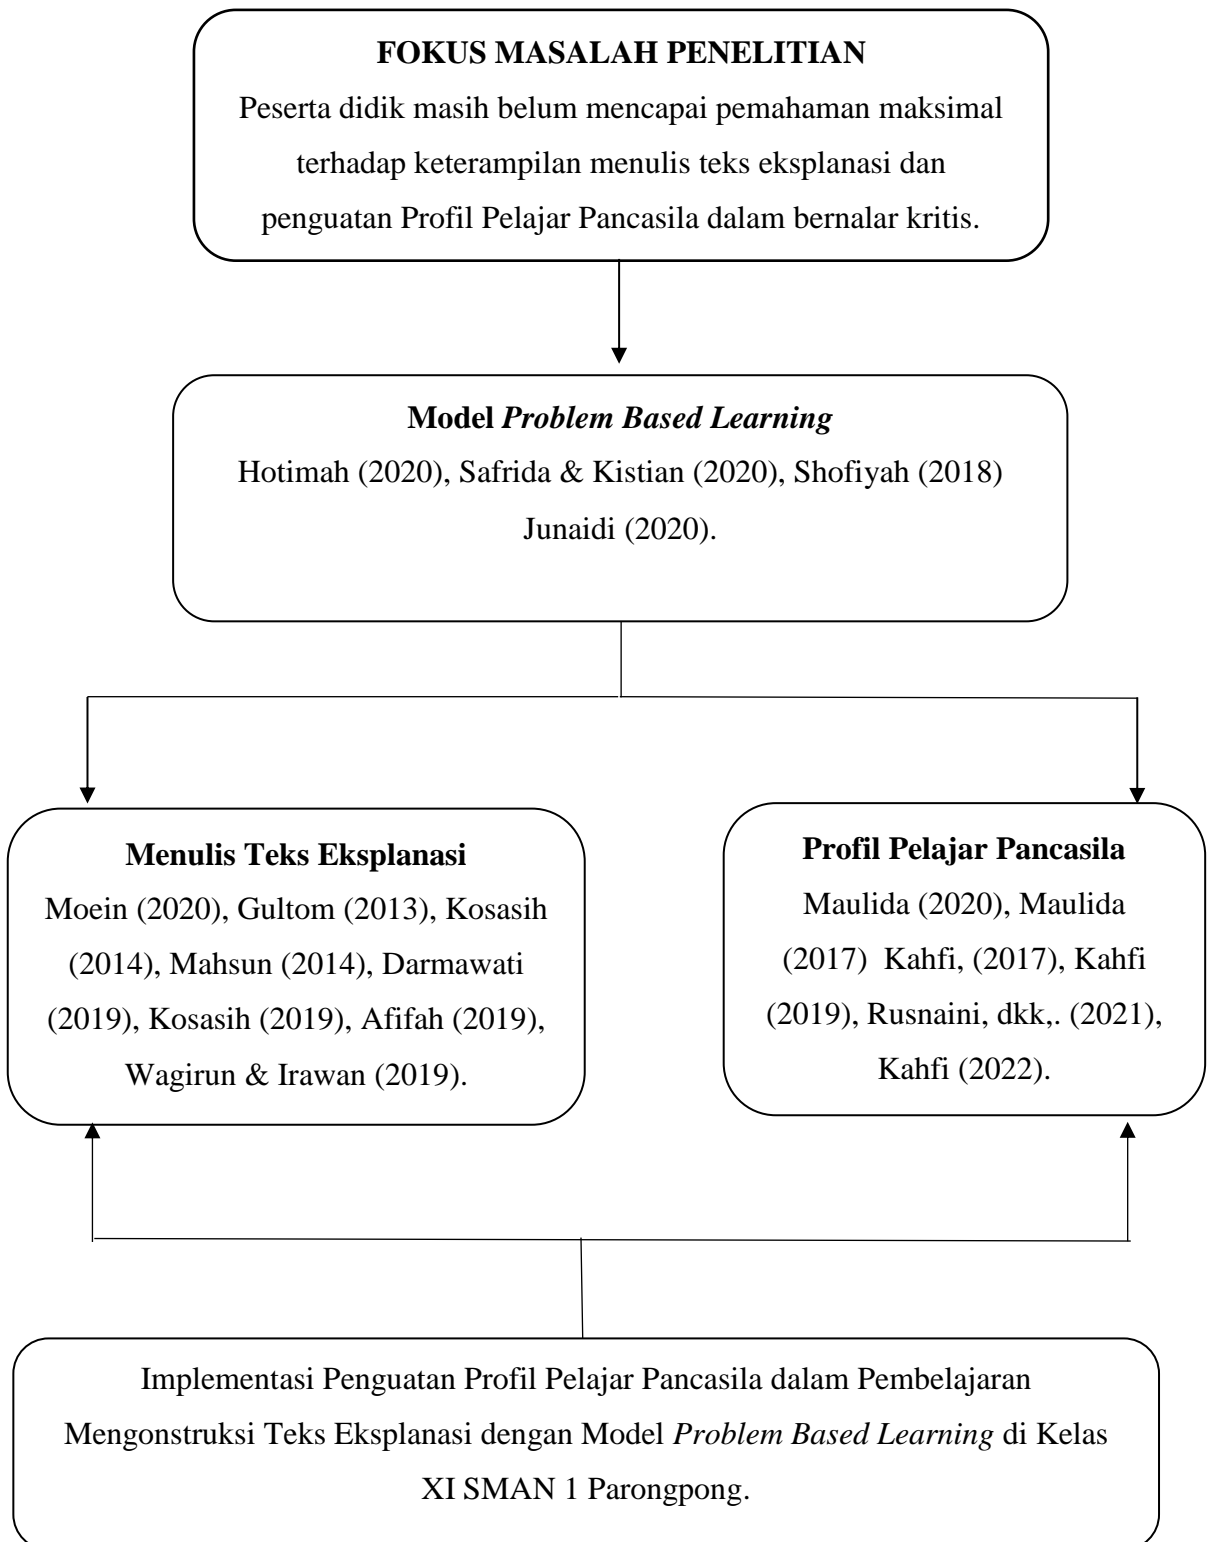 FOKUS MASALAH PENELITIAN
Peserta didik masih belum mencapai pemahaman maksimal
terhadap keterampilan menulis teks eksplanasi dan
penguatan Profil Pelajar Pancasila dalam bernalar kritis.
Model Problem Based Learning
Hotimah (2020), Safrida & Kistian (2020), Shofiyah (2018)
Junaidi (2020).
Menulis Teks Eksplanasi
Moein (2020), Gultom (2013), Kosasih
(2014), Mahsun (2014), Darmawati
(2019), Kosasih (2019), Afifah (2019),
Wagirun & Irawan (2019).
Profil Pelajar Pancasila
Maulida (2020), Maulida
(2017) Kahfi, (2017), Kahfi
(2019), Rusnaini, dkk,. (2021),
Kahfi (2022).
Implementasi Penguatan Profil Pelajar Pancasila dalam Pembelajaran
Mengonstruksi Teks Eksplanasi dengan Model Problem Based Learning di Kelas
XI SMAN 1 Parongpong.